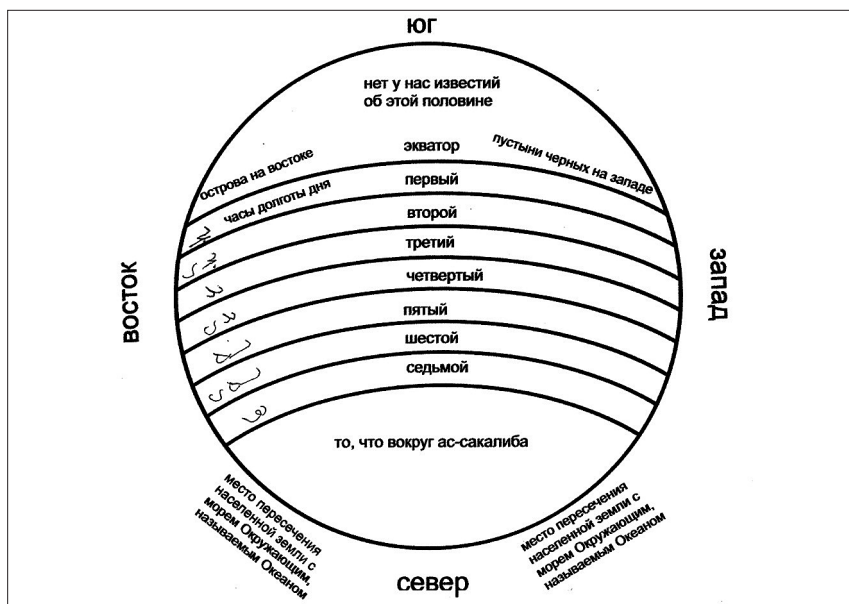 ЮГ
нет у нас известий
об этой половине
экватор
острова на востоке
пустыни черных на западе
часы долготы дня
первый
второй
третий
четвертый
пятый
шестой
седьмой
восток
запад
то, что вокруг ас-сакалиба
место пересечения
населенной земли с
морем Окружающим,
называемым Океаном
место пересечения
населенной земли с
морем Окружающим,
называемым Океаном
север